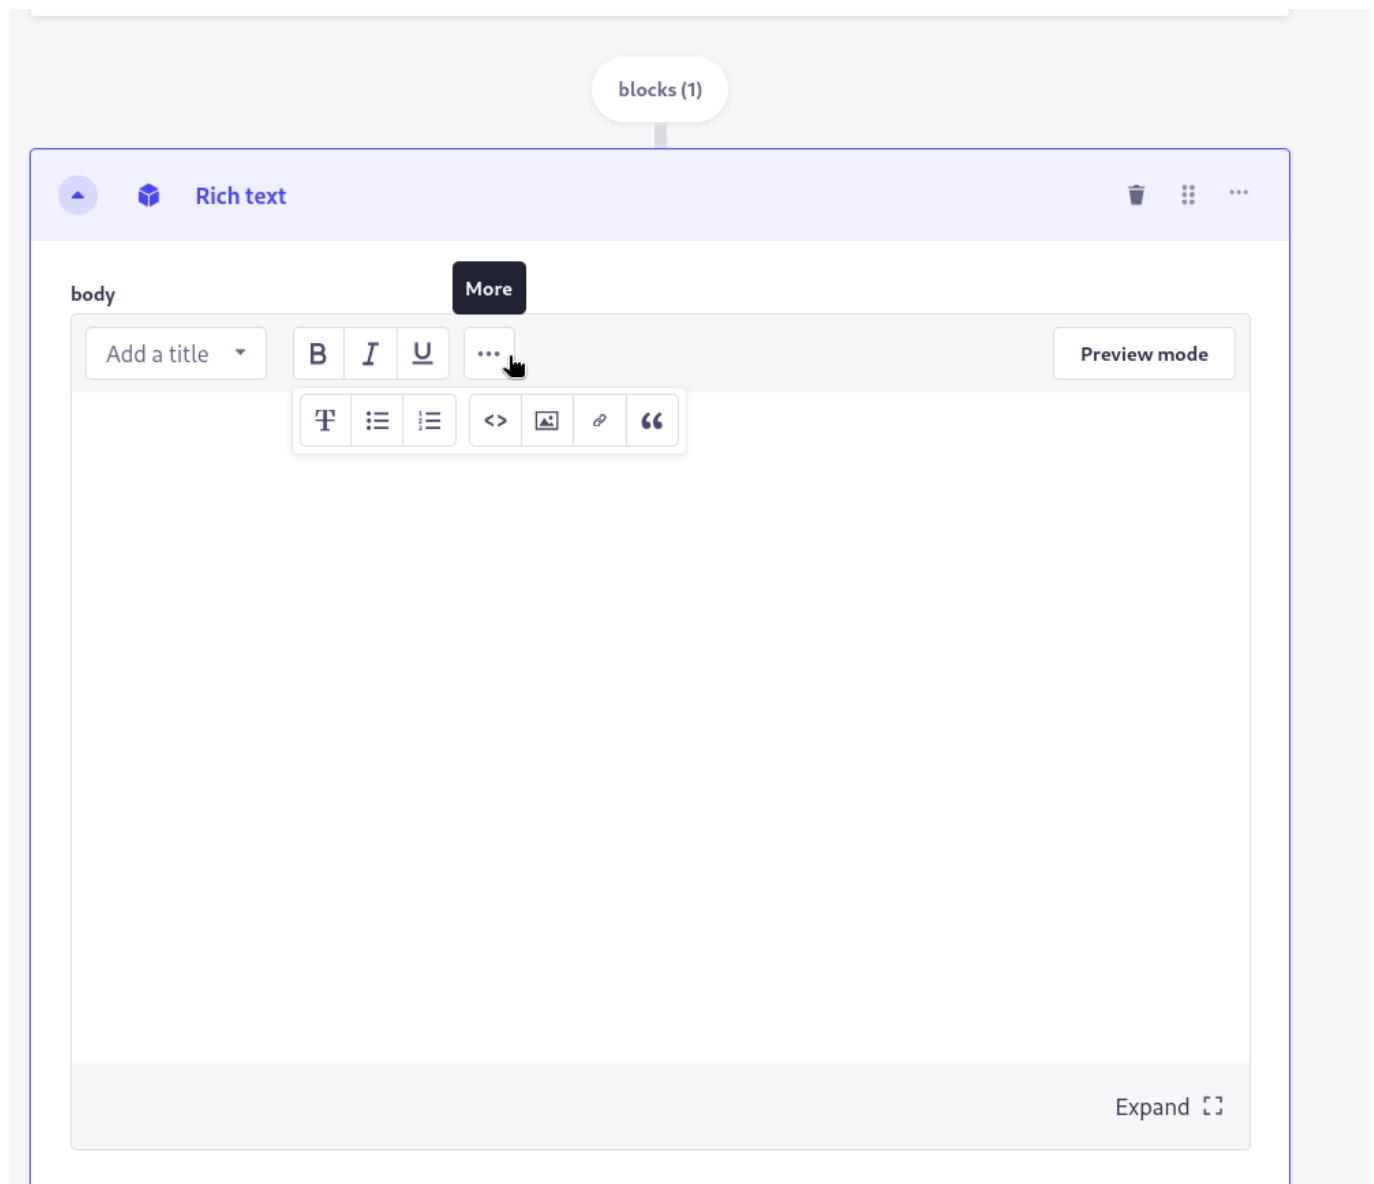 blocks (1)
Rich text
More
body
Add a title
B I U
Preview mode
Expand